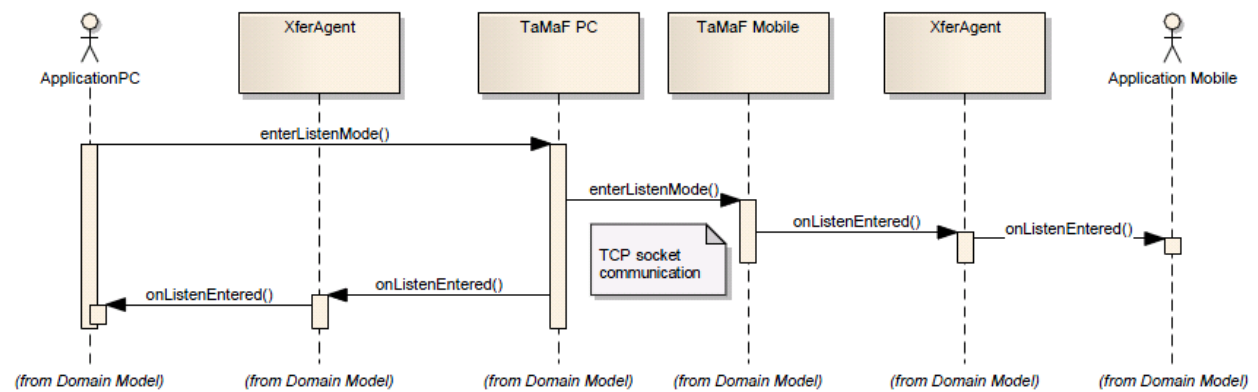 XferAgent
TaMaF PC
TaMaF Mobile
XferAgent
ApplicationPC
Application Mobile
enterListenMode()
enterListenMode()
onListenEntered()
onListenEntered()
TCP socket
communication
onListenEntered()
onListenEntered()
(from Domain Model)
(from Domain Model)
(from Domain Model)
(from Domain Model)
(from Domain Model)
(from Domain Model)